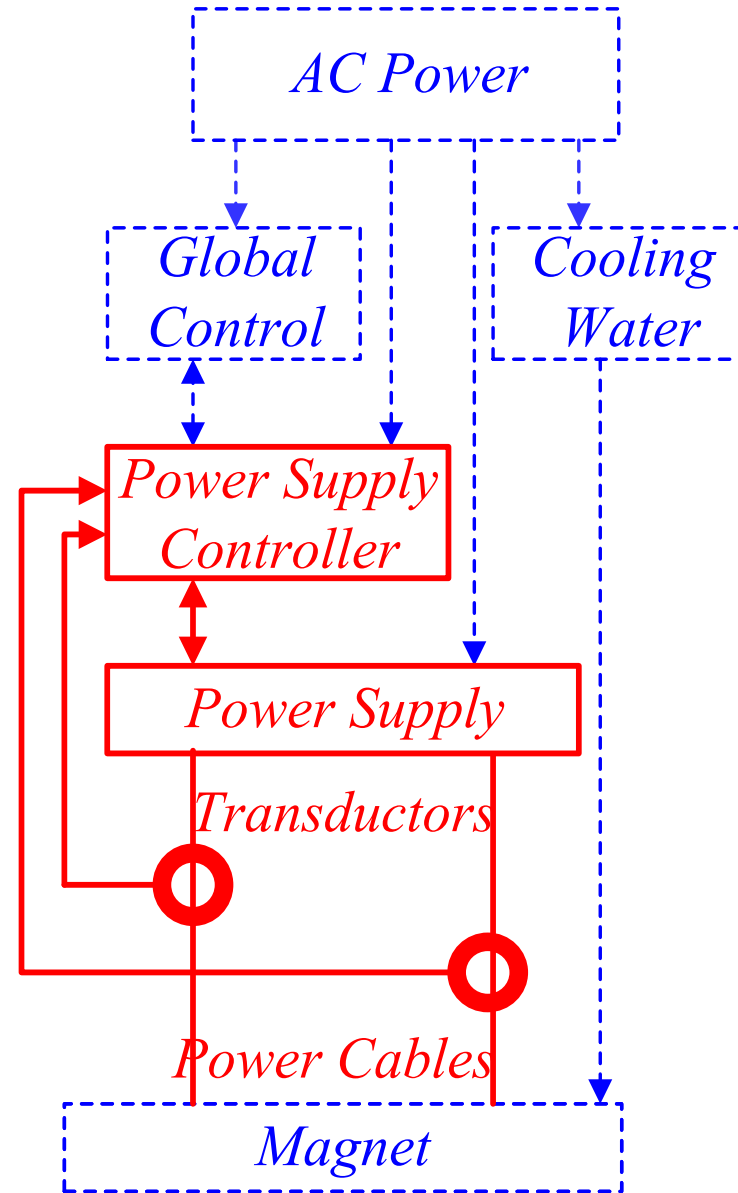 AC Power
Global
Control
Cooling
Water
Power Supply
Controller
Power Supply
Transductors
Power Cables
Magnet